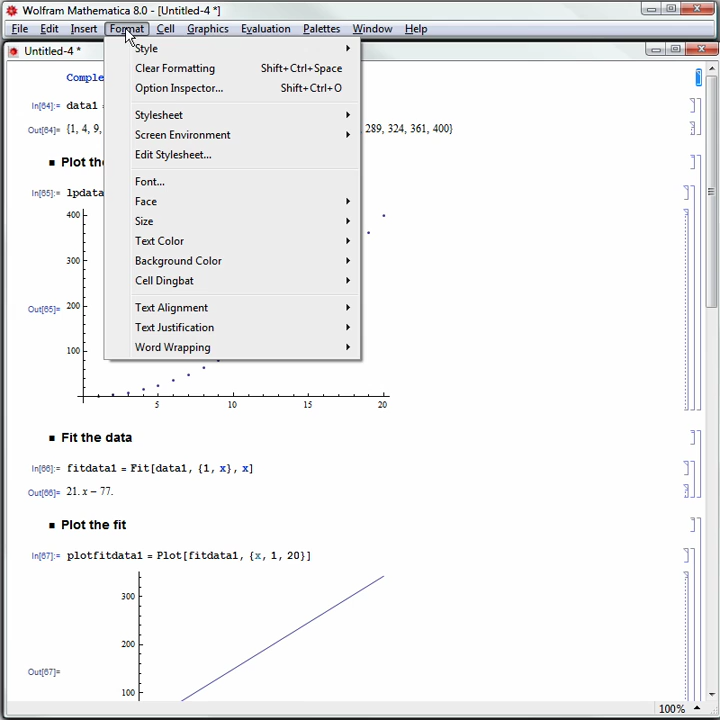 Wolfram Mathematica 8.0 - [Untitled-4 *]
File Edit Insert Format Cell Graphics Evaluation Palettes Window Help
Untitled-4 *
Style
Clear Formatting Shift+Ctrl+Space
Option Inspector... Shift+Ctrl+O
Stylesheet
Screen Environment
Edit Stylesheet...
Font...
Face
Size
Text Color
Background Color
Cell Dingbat
Text Alignment
Text Justification
Word Wrapping
Comple
In[64]:= data1 =
Out[64]= {1, 4, 9, 289, 324, 361, 400}
Plot the
In[65]:= lpdata
400
300
Out[65]= 200
100
5 10 15 20
Fit the data
In[66]:= fitdata1 = Fit[data1, {1, x}, x]
Out[66]= 21. x − 77.
Plot the fit
In[67]:= plotfitdata1 = Plot[fitdata1, {x, 1, 20}]
300
200
Out[67]=
100
100%